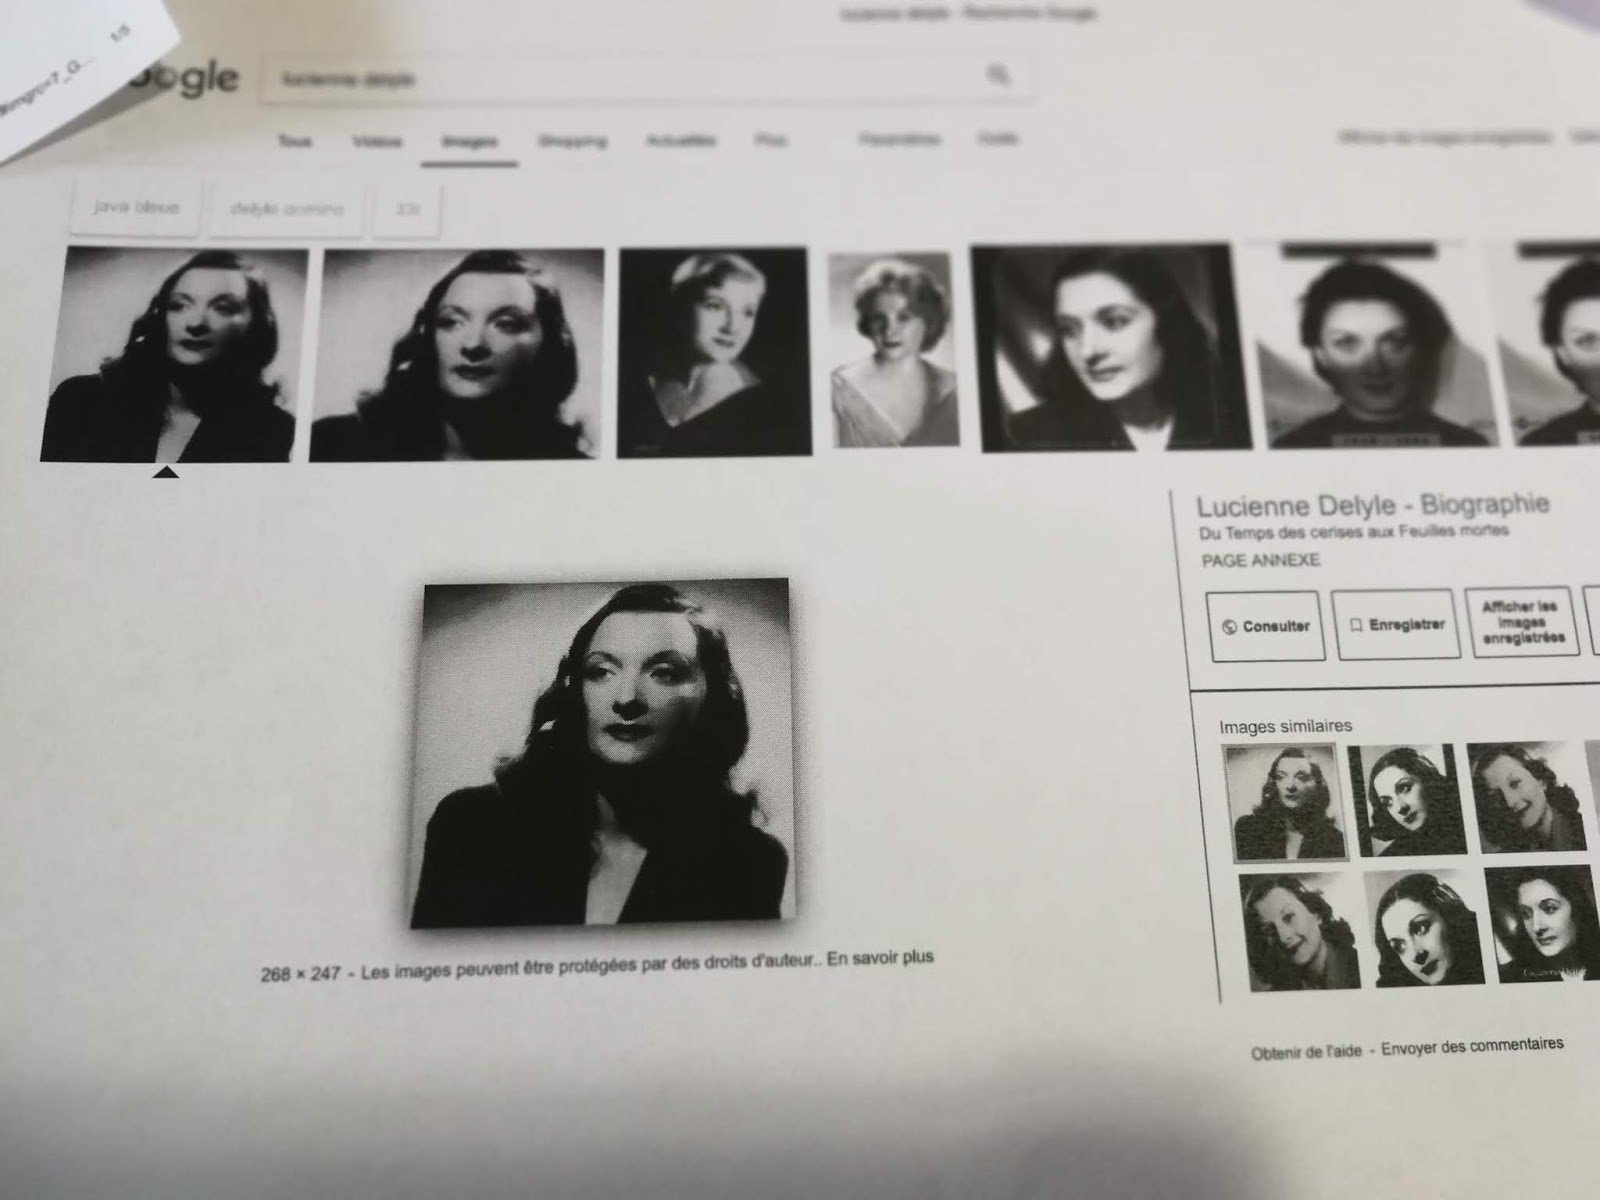 1/5
lucienne delyle - Recherche Google
Google
lucienne delyle
Tous Vidéos Images Shopping Actualités Plus Paramètres Outils
Afficher les images enregistrées
java bleue delyle domino 33t
Lucienne Delyle - Biographie
Du Temps des cerises aux Feuilles mortes
PAGE ANNEXE
Consulter
Enregistrer
Afficher les
images
enregistrées
Images similaires
268 × 247 - Les images peuvent être protégées par des droits d'auteur.. En savoir plus
Obtenir de l'aide - Envoyer des commentaires